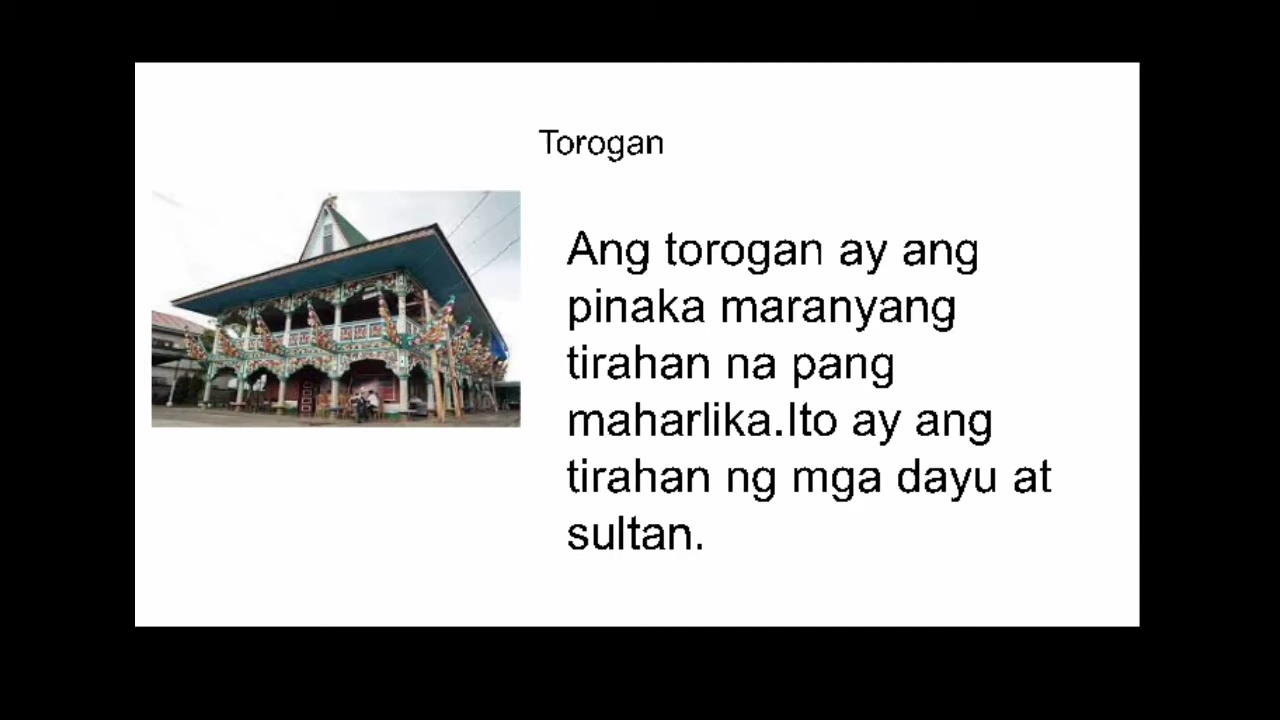 Torogan
Ang torogan ay ang
pinaka maranyang
tirahan na pang
maharlika.Ito ay ang
tirahan ng mga dayu at
sultan.